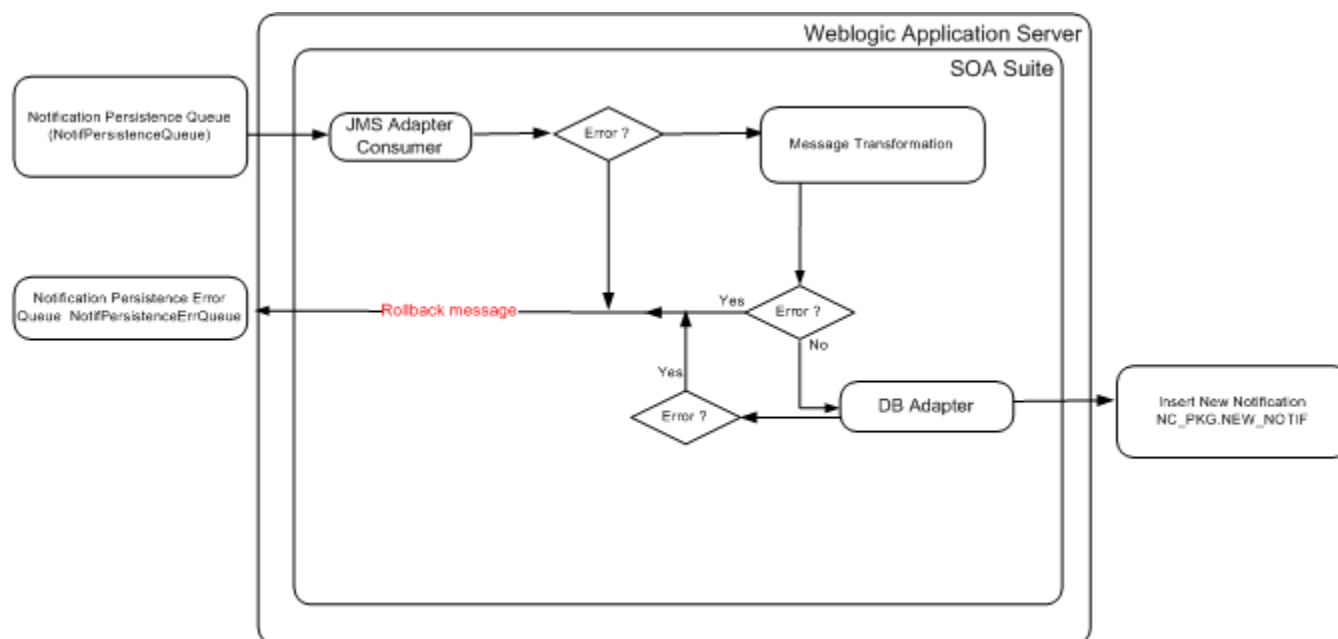 Weblogic Application Server
SOA Suite
Notification Persistence Queue
(NotifPersistenceQueue)
JMS Adapter
Consumer
Error ?
Message Transformation
Notification Persistence Error
Queue NotifPersistenceErrQueue
Rollback message
Yes
Error ?
No
Yes
Error ?
DB Adapter
Insert New Notification
NC_PKG.NEW_NOTIF